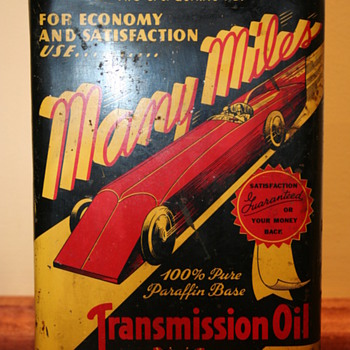 FOR ECONOMY
AND SATISFACTION
USE..........
Many Miles
SATISFACTION
Guaranteed
OR
YOUR MONEY
BACK
100% Pure
Paraffin Base
Transmission Oil